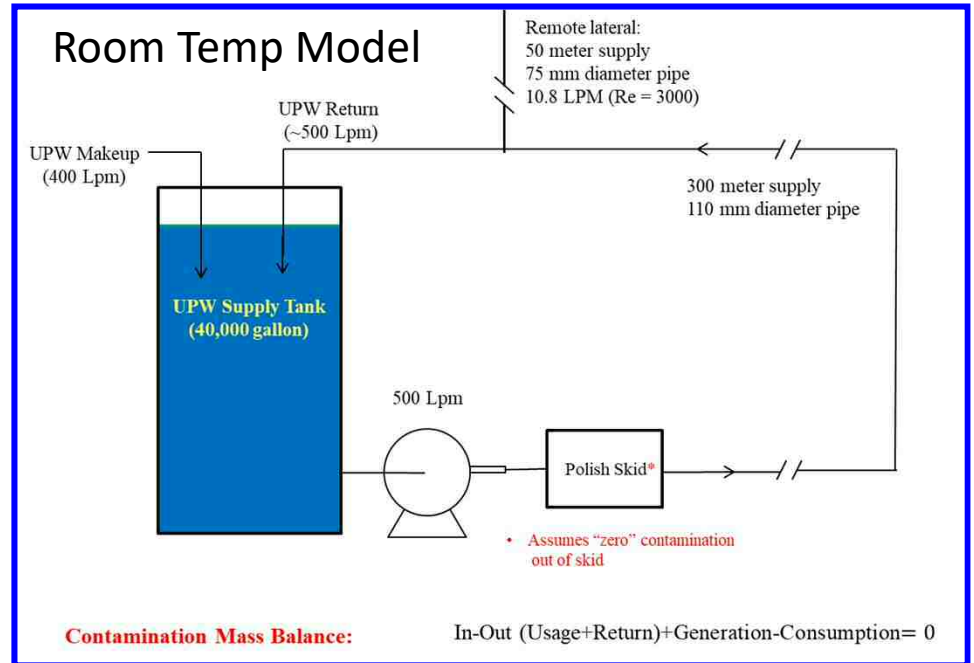 Room Temp Model
Remote lateral:
50 meter supply
75 mm diameter pipe
10.8 LPM (Re = 3000)
UPW Return
(~500 Lpm)
UPW Makeup
(400 Lpm)
300 meter supply
110 mm diameter pipe
UPW Supply Tank
(40,000 gallon)
500 Lpm
Polish Skid*
• Assumes “zero” contamination
out of skid
Contamination Mass Balance:
In-Out (Usage+Return)+Generation-Consumption= 0